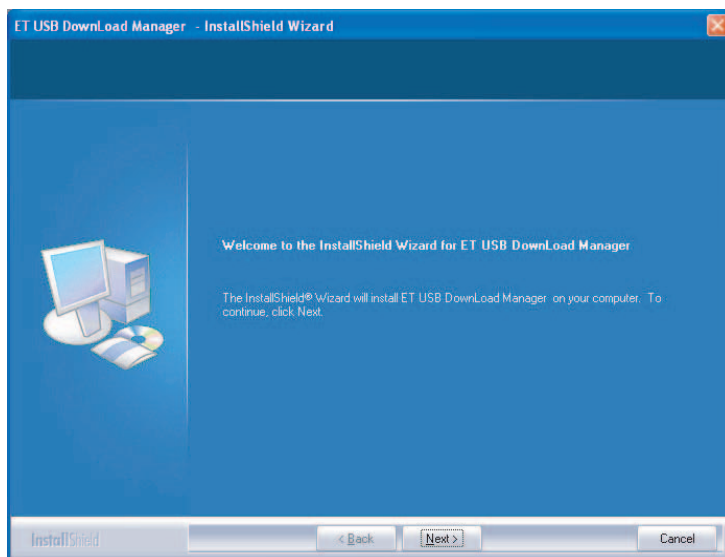 ET USB DownLoad Manager - InstallShield Wizard
Welcome to the InstallShield Wizard for ET USB DownLoad Manager
The InstallShield® Wizard will install ET USB DownLoad Manager on your computer. To
continue, click Next.
InstallShield
< Back
Next >
Cancel